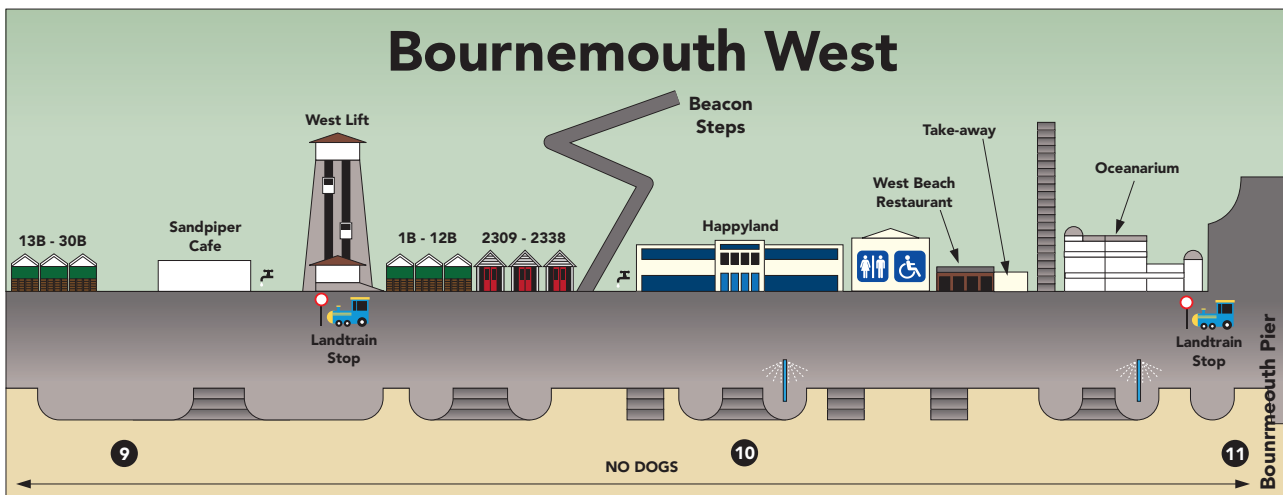 Bournemouth West
Beacon
Steps
West Lift
Take-away
Oceanarium
West Beach
Restaurant
Sandpiper
Cafe
13B - 30B
1B - 12B
2309 - 2338
Happyland
Landtrain
Stop
Landtrain
Stop
Bounrmeouth Pier
9
10
11
NO DOGS